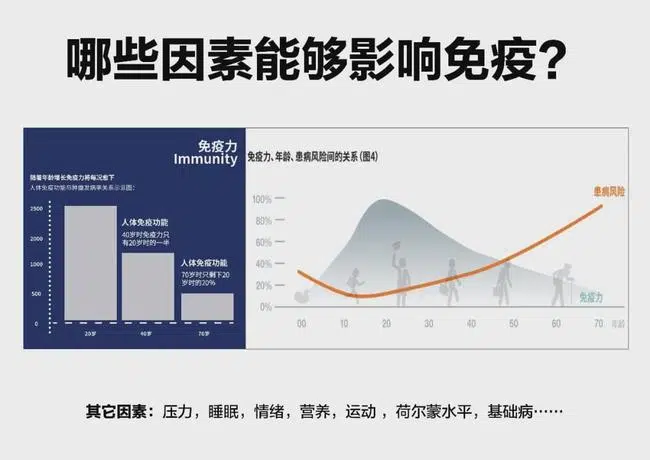 哪些因素能够影响免疫？
免疫力
Immunity
随着年龄增长免疫力将每况愈下
人体免疫功能与肿瘤发病率关系示意图：
2500
2000
1000
500
0
人体免疫功能
40岁时免疫力只
有20岁时的一半
人体免疫功能
70岁时只剩下20
岁时的20%
20岁
40岁
70岁
免疫力、年龄、患病风险间的关系（图4）
患病风险
100%
80%
60%
40%
20%
0%
免疫力
00 10 20 30 40 50 60 70 年龄
其它因素：压力，睡眠，情绪，营养，运动，荷尔蒙水平，基础病……